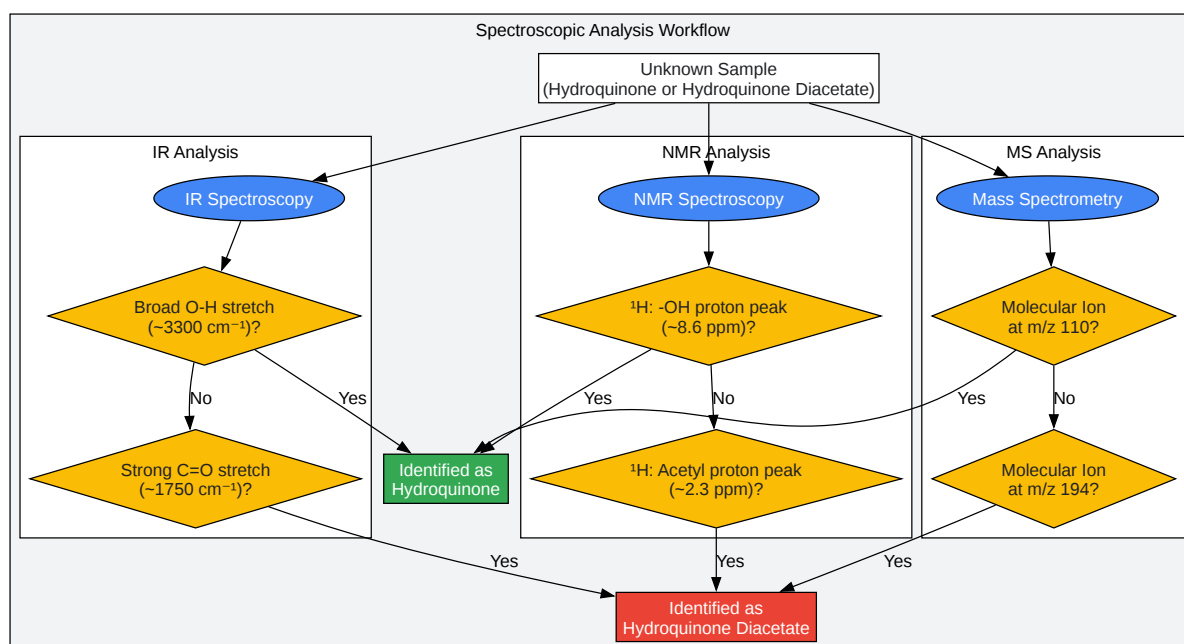 Spectroscopic Analysis Workflow
Unknown Sample
(Hydroquinone or Hydroquinone Diacetate)
IR Analysis
NMR Analysis
MS Analysis
IR Spectroscopy
NMR Spectroscopy
Mass Spectrometry
Broad O-H stretch
(~3300 cm⁻¹)?
¹H: -OH proton peak
(~8.6 ppm)?
Molecular Ion
at m/z 110?
No
Yes
Yes
No
Yes
No
Strong C=O stretch
(~1750 cm⁻¹)?
Identified as
Hydroquinone
¹H: Acetyl proton peak
(~2.3 ppm)?
Molecular Ion
at m/z 194?
Yes
Yes
Yes
Identified as
Hydroquinone Diacetate